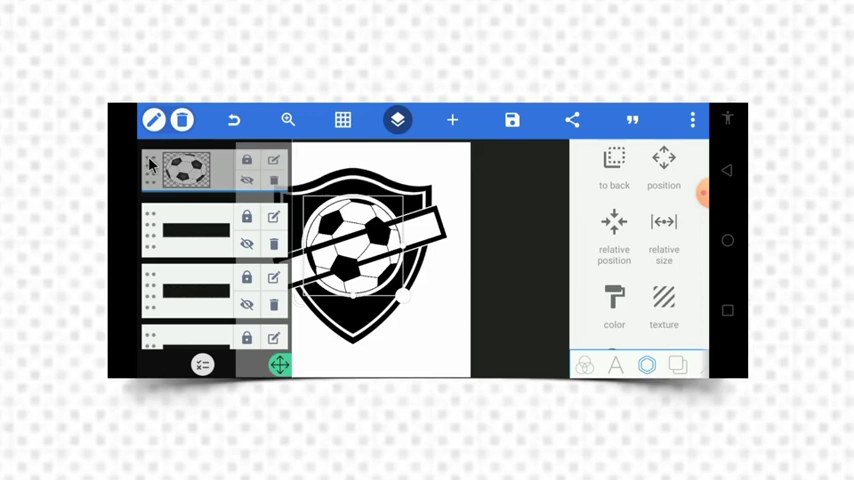 to back
position
relative
position
relative
size
color
texture